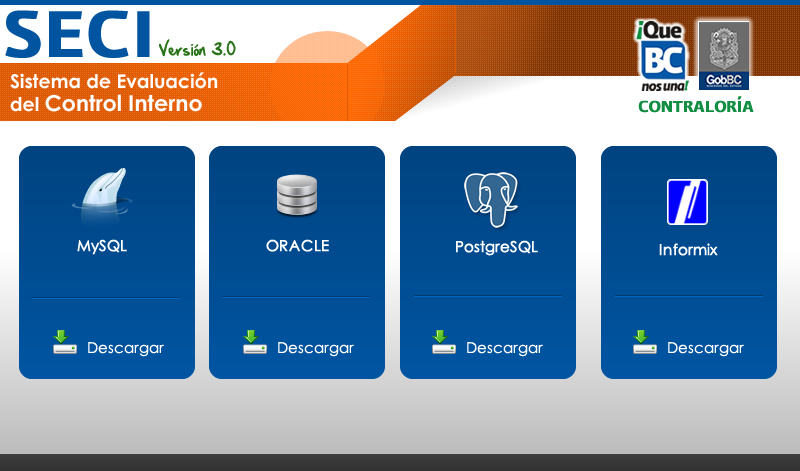 SECI Versión 3.0
Sistema de Evaluación
del Control Interno
¡Que
BC
nos una!
GobBC
CONTRALORÍA
MySQL
ORACLE
PostgreSQL
Informix
Descargar
Descargar
Descargar
Descargar